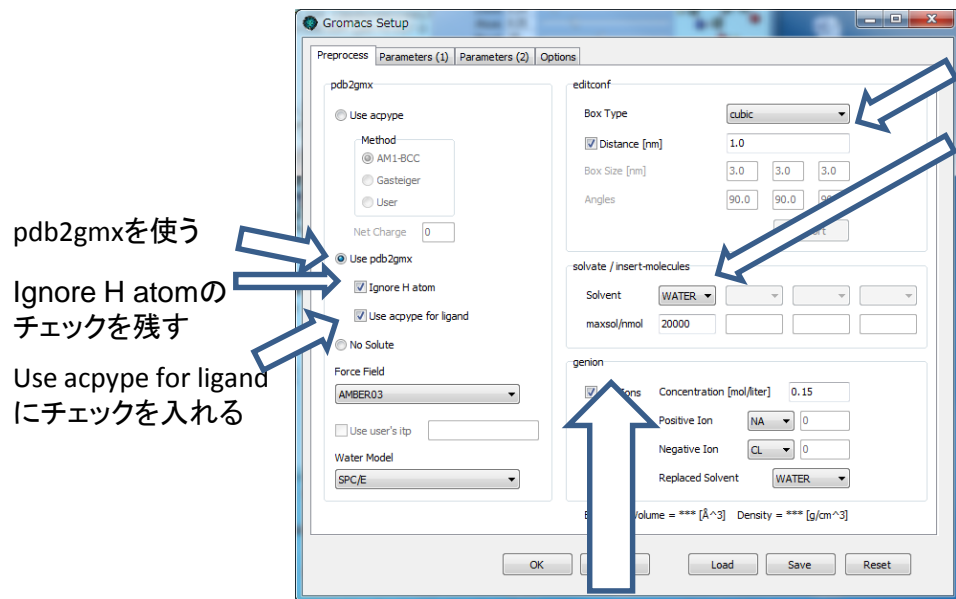 Gromacs Setup
Preprocess Parameters (1) Parameters (2) Options
pdb2gmx
Use acpype
Method
AM1-BCC
Gasteiger
User
Net Charge 0
Use pdb2gmx
Ignore H atom
Use acpype for ligand
No Solute
Force Field
AMBER03
Use user's itp
Water Model
SPC/E
editconf
Box Type cubic
Distance [nm] 1.0
Box Size [nm] 3.0 3.0 3.0
Angles 90.0 90.0
solvate / insert-molecules
Solvent WATER
maxsol/nmol 20000
genion
Concentration [mol/liter] 0.15
Positive Ion NA 0
Negative Ion CL 0
Replaced Solvent WATER
= *** [Å^3] Density = *** [g/cm^3]
OK Load Save Reset
pdb2gmxを使う
Ignore H atomの
チェックを残す
Use acpype for ligand
にチェックを入れる